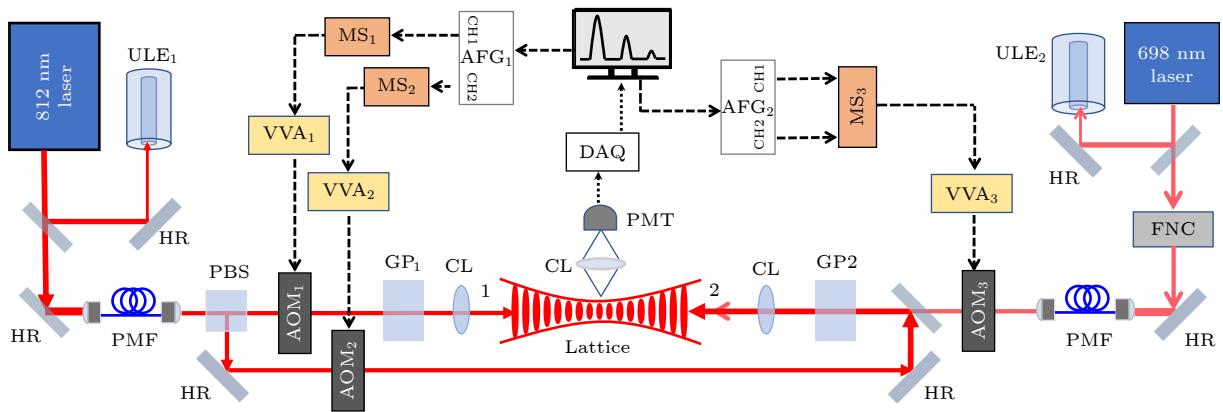 812 nm
laser
ULE₁
HR
HR
PMF
PBS
HR
MS₁
MS₂
CH1
AFG₁
CH2
VVA₁
VVA₂
AOM₁
AOM₂
GP₁
CL
1
CL
Lattice
PMT
DAQ
2
CL
GP2
CH1
AFG₂
CH2
MS₃
VVA₃
AOM₃
HR
PMF
HR
FNC
HR
ULE₂
698 nm
laser